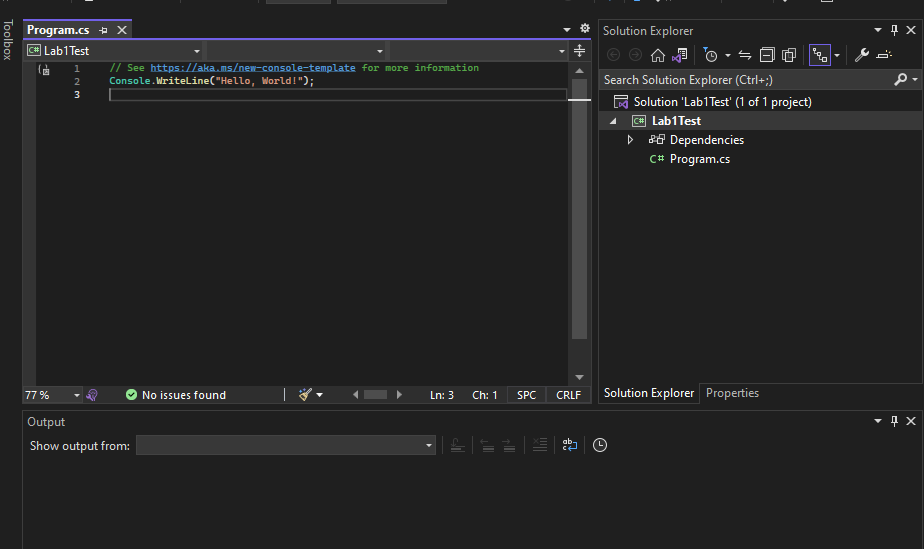 Toolbox
Program.cs
C# Lab1Test
1 // See https://aka.ms/new-console-template for more information
2 Console.WriteLine("Hello, World!");
3
77 %
No issues found
Ln: 3 Ch: 1 SPC CRLF
Solution Explorer
Search Solution Explorer (Ctrl+;)
Solution 'Lab1Test' (1 of 1 project)
C# Lab1Test
Dependencies
C# Program.cs
Solution Explorer Properties
Output
Show output from: